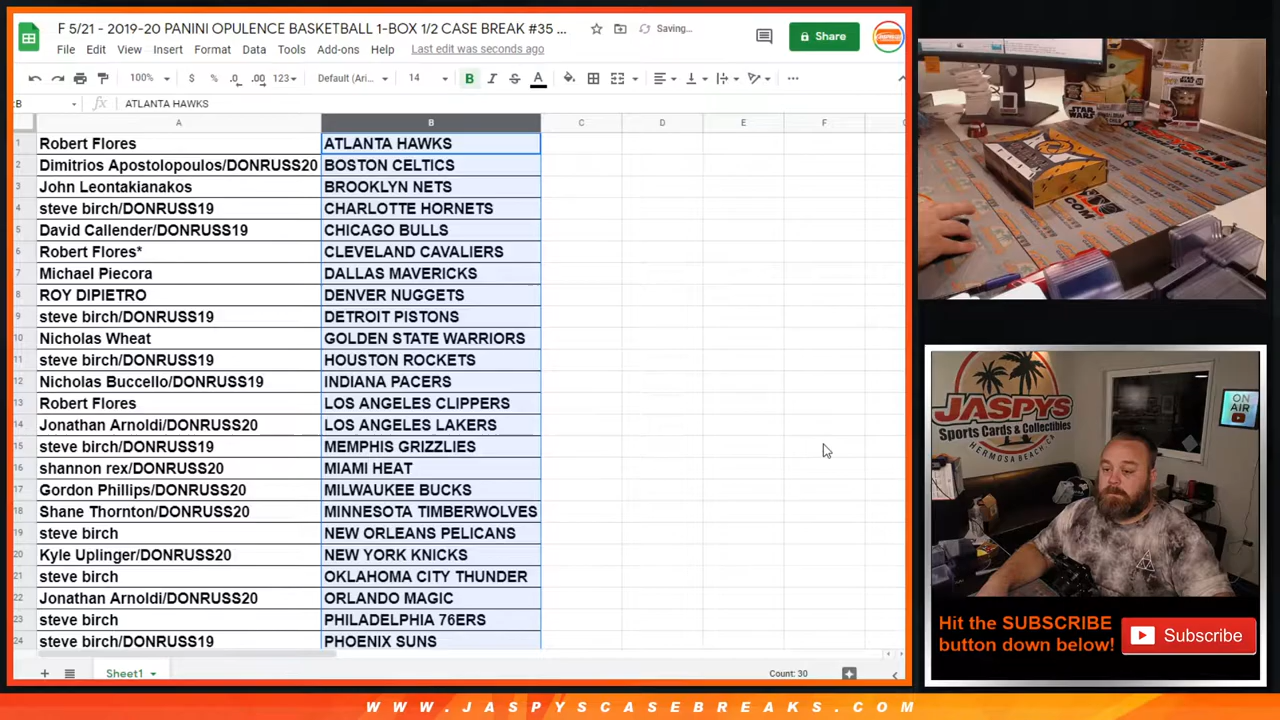 F 5/21 - 2019-20 PANINI OPULENCE BASKETBALL 1-BOX 1/2 CASE BREAK #35 ...
Saving...
Share
File Edit View Insert Format Data Tools Add-ons Help Last edit was seconds ago
100% $ % .0 .00 123 Default (Ari... 14 B I S A
ATLANTA HAWKS
A B C D E F
1 Robert Flores ATLANTA HAWKS
2 Dimitrios Apostolopoulos/DONRUSS20 BOSTON CELTICS
3 John Leontakianakos BROOKLYN NETS
4 steve birch/DONRUSS19 CHARLOTTE HORNETS
5 David Callender/DONRUSS19 CHICAGO BULLS
6 Robert Flores* CLEVELAND CAVALIERS
7 Michael Piecora DALLAS MAVERICKS
8 ROY DIPIETRO DENVER NUGGETS
9 steve birch/DONRUSS19 DETROIT PISTONS
10 Nicholas Wheat GOLDEN STATE WARRIORS
11 steve birch/DONRUSS19 HOUSTON ROCKETS
12 Nicholas Buccello/DONRUSS19 INDIANA PACERS
13 Robert Flores LOS ANGELES CLIPPERS
14 Jonathan Arnoldi/DONRUSS20 LOS ANGELES LAKERS
15 steve birch/DONRUSS19 MEMPHIS GRIZZLIES
16 shannon rex/DONRUSS20 MIAMI HEAT
17 Gordon Phillips/DONRUSS20 MILWAUKEE BUCKS
18 Shane Thornton/DONRUSS20 MINNESOTA TIMBERWOLVES
19 steve birch NEW ORLEANS PELICANS
20 Kyle Uplinger/DONRUSS20 NEW YORK KNICKS
21 steve birch OKLAHOMA CITY THUNDER
22 Jonathan Arnoldi/DONRUSS20 ORLANDO MAGIC
23 steve birch PHILADELPHIA 76ERS
24 steve birch/DONRUSS19 PHOENIX SUNS
Sheet1
Count: 30
STAR WARS
JASPYS
Sports Cards & Collectibles
HERMOSA BEACH, CA
ON AIR
Hit the SUBSCRIBE
button down below!
Subscribe
WWW.JASPYSCASEBREAKS.COM